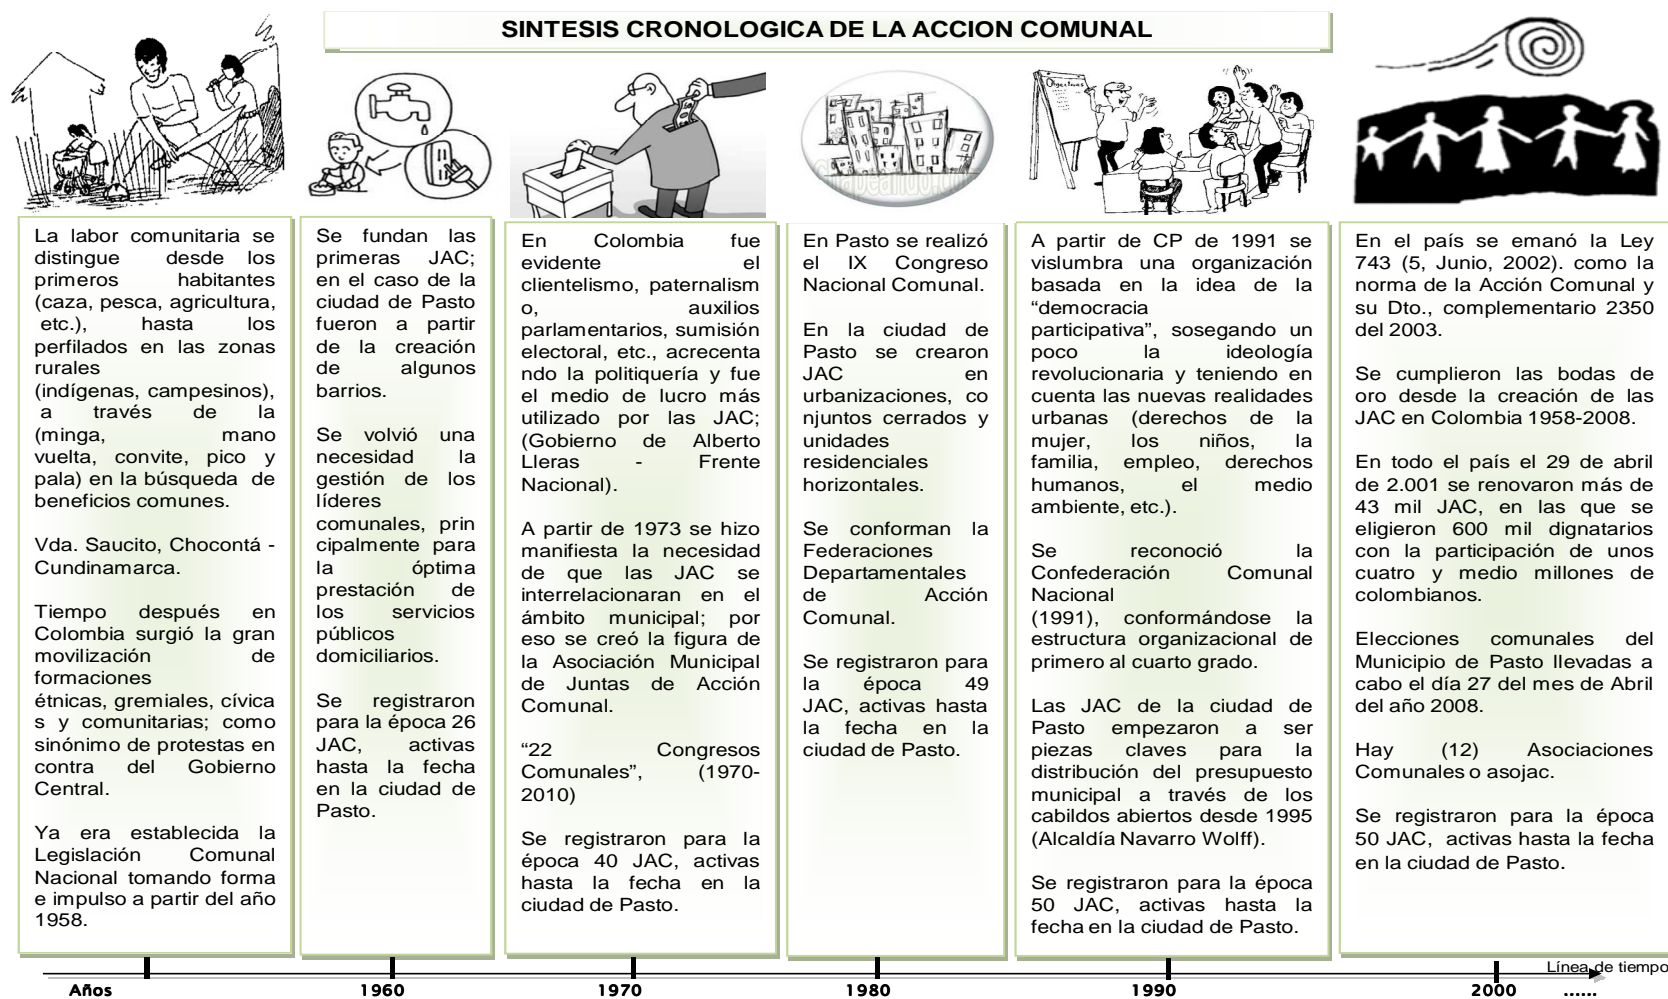 SINTESIS CRONOLOGICA DE LA ACCION COMUNAL
Objetivos
La labor comunitaria se
distingue desde los
primeros habitantes
(caza, pesca, agricultura,
etc.), hasta los
perfilados en las zonas
rurales
(indígenas, campesinos),
a través de la
(minga, mano
vuelta, convite, pico y
pala) en la búsqueda de
beneficios comunes.
Vda. Saucito, Chocontá -
Cundinamarca.
Tiempo después en
Colombia surgió la gran
movilización de
formaciones
étnicas, gremiales, cívica
s y comunitarias; como
sinónimo de protestas en
contra del Gobierno
Central.
Ya era establecida la
Legislación Comunal
Nacional tomando forma
e impulso a partir del año
1958.
Se fundan las
primeras JAC;
en el caso de la
ciudad de Pasto
fueron a partir
de la creación
de algunos
barrios.
Se volvió una
necesidad la
gestión de los
líderes
comunales, prin
cipalmente para
la óptima
prestación de
los servicios
públicos
domiciliarios.
Se registraron
para la época 26
JAC, activas
hasta la fecha
en la ciudad de
Pasto.
En Colombia fue
evidente el
clientelismo, paternalism
o, auxilios
parlamentarios, sumisión
electoral, etc., acrecenta
ndo la politiquería y fue
el medio de lucro más
utilizado por las JAC;
(Gobierno de Alberto
Lleras - Frente
Nacional).
A partir de 1973 se hizo
manifiesta la necesidad
de que las JAC se
interrelacionaran en el
ámbito municipal; por
eso se creó la figura de
la Asociación Municipal
de Juntas de Acción
Comunal.
“22 Congresos
Comunales”, (1970-
2010)
Se registraron para la
época 40 JAC, activas
hasta la fecha en la
ciudad de Pasto.
En Pasto se realizó
el IX Congreso
Nacional Comunal.
En la ciudad de
Pasto se crearon
JAC en
urbanizaciones, co
njuntos cerrados y
unidades
residenciales
horizontales.
Se conforman la
Federaciones
Departamentales
de Acción
Comunal.
Se registraron para
la época 49
JAC, activas hasta
la fecha en la
ciudad de Pasto.
A partir de CP de 1991 se
vislumbra una organización
basada en la idea de la
“democracia
participativa”, sosegando un
poco la ideología
revolucionaria y teniendo en
cuenta las nuevas realidades
urbanas (derechos de la
mujer, los niños, la
familia, empleo, derechos
humanos, el medio
ambiente, etc.).
Se reconoció la
Confederación Comunal
Nacional
(1991), conformándose la
estructura organizacional de
primero al cuarto grado.
Las JAC de la ciudad de
Pasto empezaron a ser
piezas claves para la
distribución del presupuesto
municipal a través de los
cabildos abiertos desde 1995
(Alcaldía Navarro Wolff).
Se registraron para la época
50 JAC, activas hasta la
fecha en la ciudad de Pasto.
En el país se emanó la Ley
743 (5, Junio, 2002). como la
norma de la Acción Comunal y
su Dto., complementario 2350
del 2003.
Se cumplieron las bodas de
oro desde la creación de las
JAC en Colombia 1958-2008.
En todo el país el 29 de abril
de 2.001 se renovaron más de
43 mil JAC, en las que se
eligieron 600 mil dignatarios
con la participación de unos
cuatro y medio millones de
colombianos.
Elecciones comunales del
Municipio de Pasto llevadas a
cabo el día 27 del mes de Abril
del año 2008.
Hay (12) Asociaciones
Comunales o asojac.
Se registraron para la época
50 JAC, activas hasta la fecha
en la ciudad de Pasto.
Línea de tiempo
Años 1960 1970 1980 1990 2000 ......